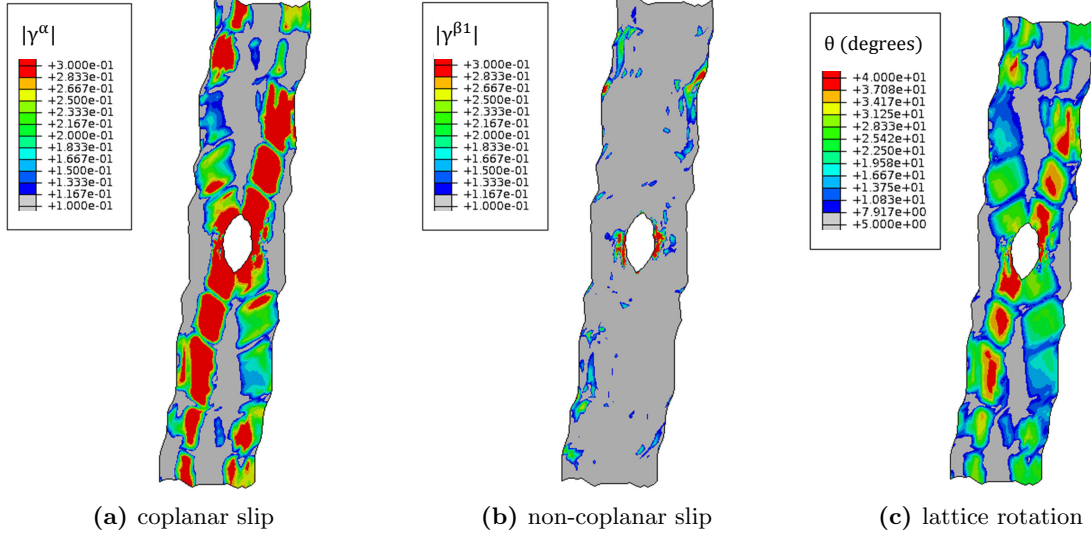 |γ^α|
+3.000e-01
+2.833e-01
+2.667e-01
+2.500e-01
+2.333e-01
+2.167e-01
+2.000e-01
+1.833e-01
+1.667e-01
+1.500e-01
+1.333e-01
+1.167e-01
+1.000e-01
|γ^β1|
+3.000e-01
+2.833e-01
+2.667e-01
+2.500e-01
+2.333e-01
+2.167e-01
+2.000e-01
+1.833e-01
+1.667e-01
+1.500e-01
+1.333e-01
+1.167e-01
+1.000e-01
θ (degrees)
+4.000e+01
+3.708e+01
+3.417e+01
+3.125e+01
+2.833e+01
+2.542e+01
+2.250e+01
+1.958e+01
+1.667e+01
+1.375e+01
+1.083e+01
+7.917e+00
+5.000e+00
(a) coplanar slip
(b) non-coplanar slip
(c) lattice rotation